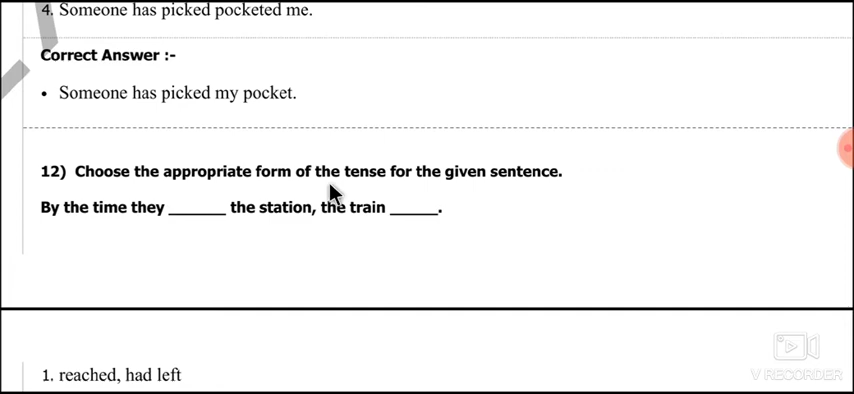 4. Someone has picked pocketed me.
Correct Answer :-
• Someone has picked my pocket.
12) Choose the appropriate form of the tense for the given sentence.
By the time they _______ the station, the train ______.
1. reached, had left
V RECORDER